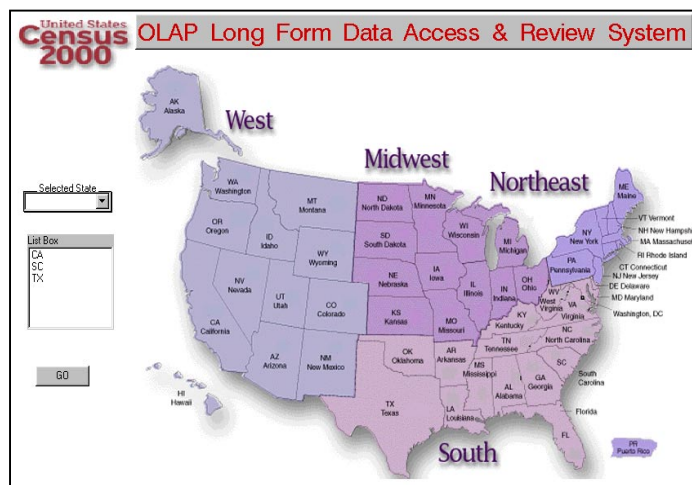 United States
Census
2000
OLAP Long Form Data Access & Review System
AK
Alaska
West
Midwest
Northeast
Selected State
List Box
CA
SC
TX
GO
WA
Washington
OR
Oregon
ID
Idaho
MT
Montana
WY
Wyoming
NV
Nevada
UT
Utah
CO
Colorado
CA
California
AZ
Arizona
NM
New Mexico
HI
Hawaii
ND
North Dakota
MN
Minnesota
SD
South Dakota
WI
Wisconsin
MI
Michigan
NE
Nebraska
IA
Iowa
IL
Illinois
IN
Indiana
OH
Ohio
KS
Kansas
MO
Missouri
ME
Maine
NY
New York
PA
Pennsylvania
VT Vermont
NH New Hampshi
MA Massachuse
RI Rhode Island
CT Connecticut
NJ New Jersey
DE Delaware
MD Maryland
Washington, DC
WV
West
Virginia
VA
Virginia
KY
Kentucky
NC
North Carolina
TN
Tennessee
SC
South
Carolina
OK
Oklahoma
AR
Arkansas
MS
Mississippi
AL
Alabama
GA
Georgia
TX
Texas
LA
Louisiana
Florida
FL
South
PR
Puerto Rico